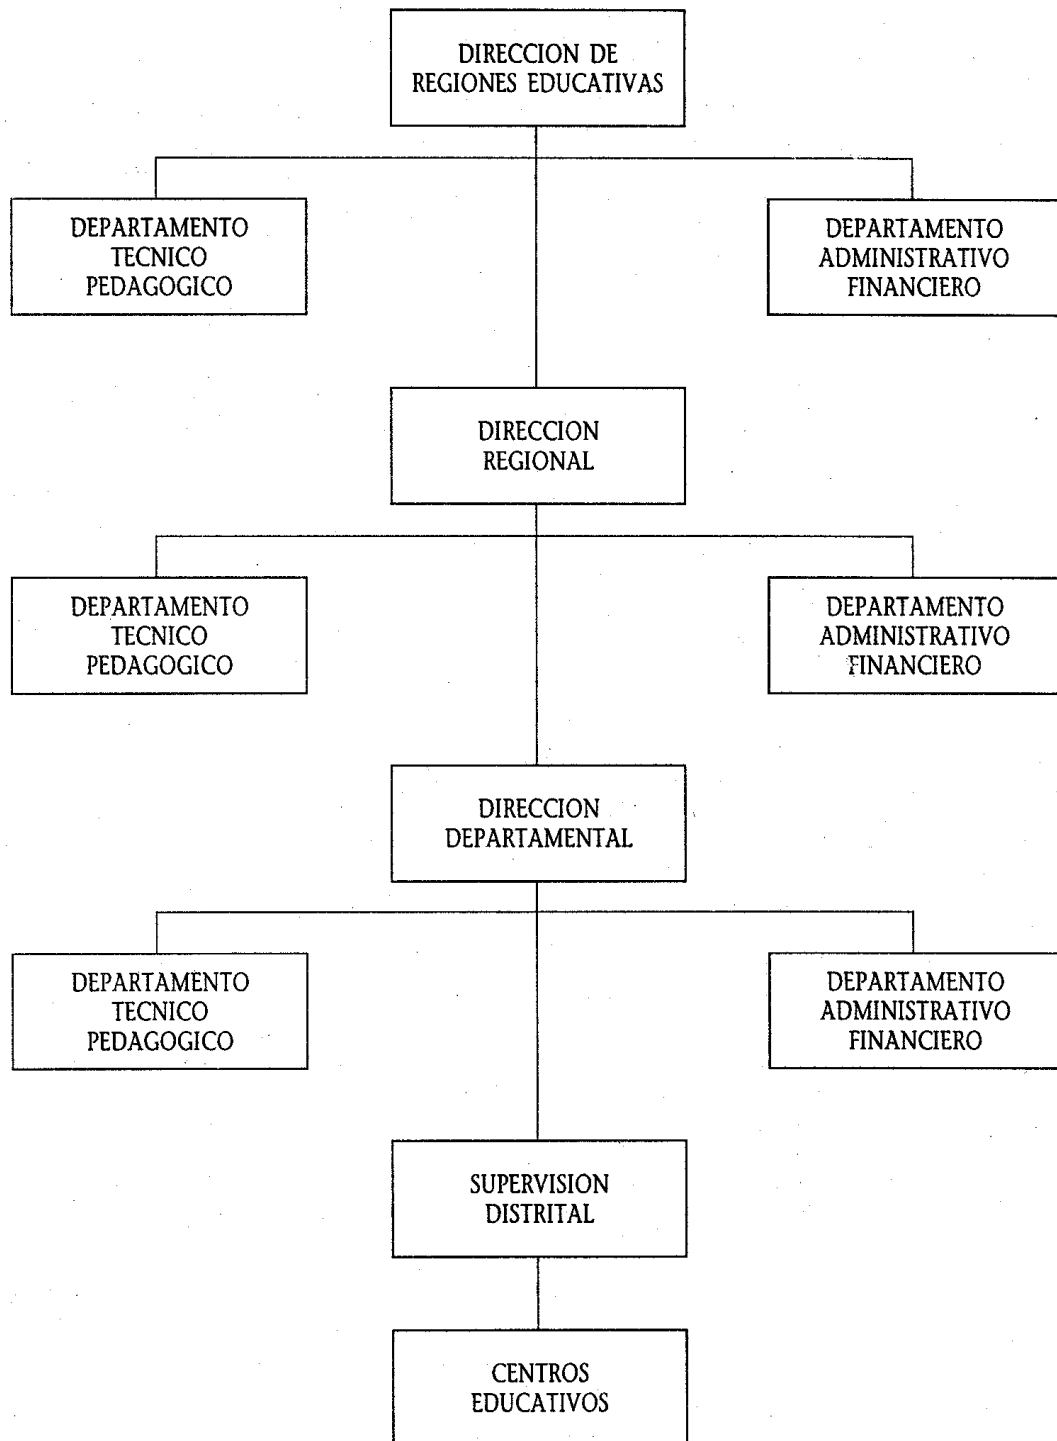 DIRECCION DE
REGIONES EDUCATIVAS
DEPARTAMENTO
TECNICO
PEDAGOGICO
DEPARTAMENTO
ADMINISTRATIVO
FINANCIERO
DIRECCION
REGIONAL
DEPARTAMENTO
TECNICO
PEDAGOGICO
DEPARTAMENTO
ADMINISTRATIVO
FINANCIERO
DIRECCION
DEPARTAMENTAL
DEPARTAMENTO
TECNICO
PEDAGOGICO
DEPARTAMENTO
ADMINISTRATIVO
FINANCIERO
SUPERVISION
DISTRITAL
CENTROS
EDUCATIVOS